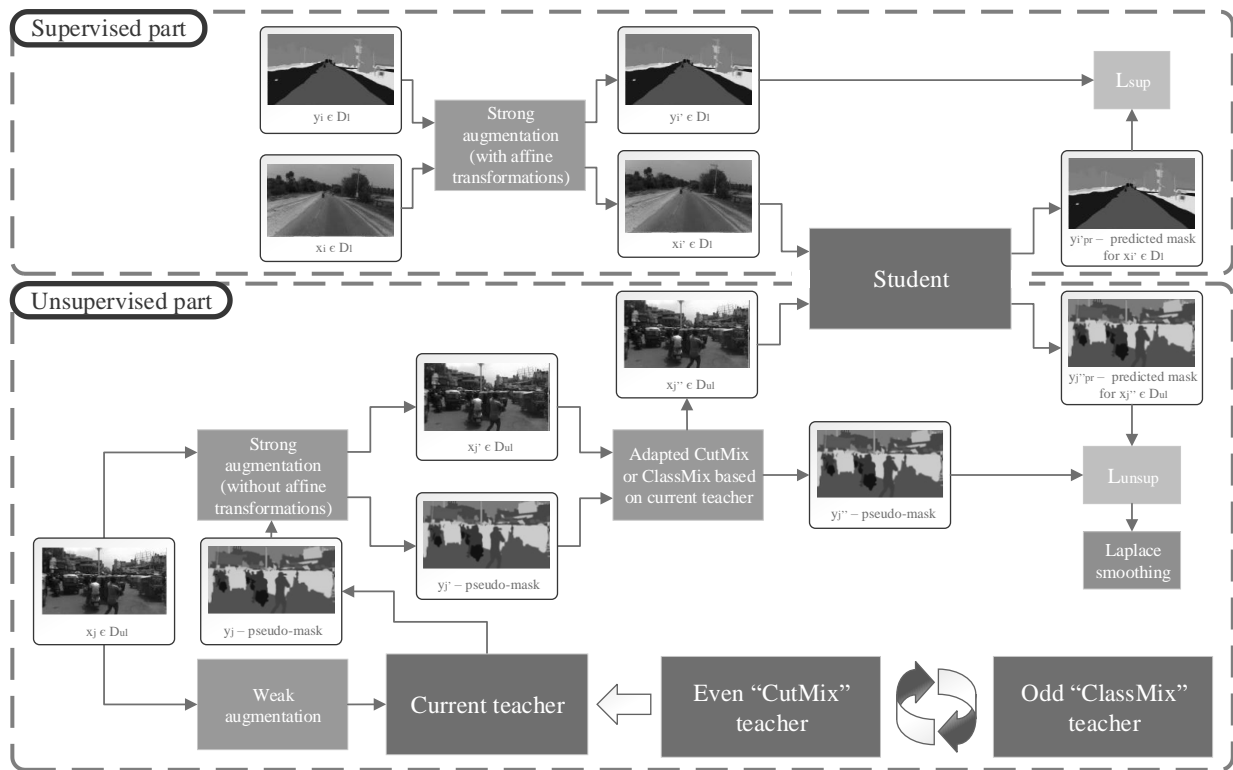 Supervised part
yi ϵ Dl
Strong
augmentation
(with affine
transformations)
yi' ϵ Dl
Lsup
xi ϵ Dl
xi' ϵ Dl
yi'pr – predicted mask
for xi' ϵ Dl
Student
Unsupervised part
xj'' ϵ Dul
yj''pr – predicted mask
for xj'' ϵ Dul
xj' ϵ Dul
Strong
augmentation
(without affine
transformations)
Adapted CutMix
or ClassMix based
on current teacher
Lunsup
yj'' – pseudo-mask
yj' – pseudo-mask
Laplace
smoothing
xj ϵ Dul
yj – pseudo-mask
Weak
augmentation
Current teacher
Even “CutMix”
teacher
Odd “ClassMix”
teacher